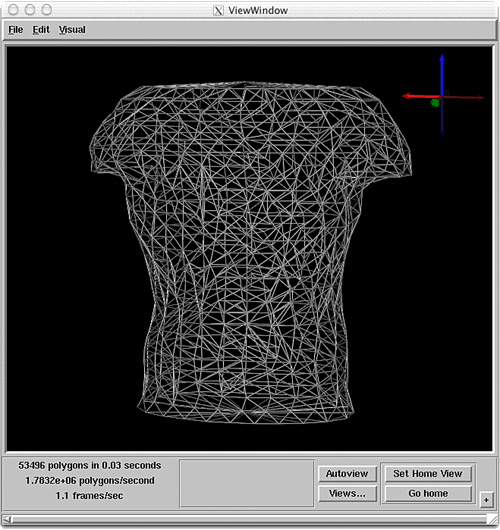 ViewWindow
File Edit Visual
53496 polygons in 0.03 seconds
1.7832e+06 polygons/second
1.1 frames/sec
Autoview Set Home View
Views... Go home
+